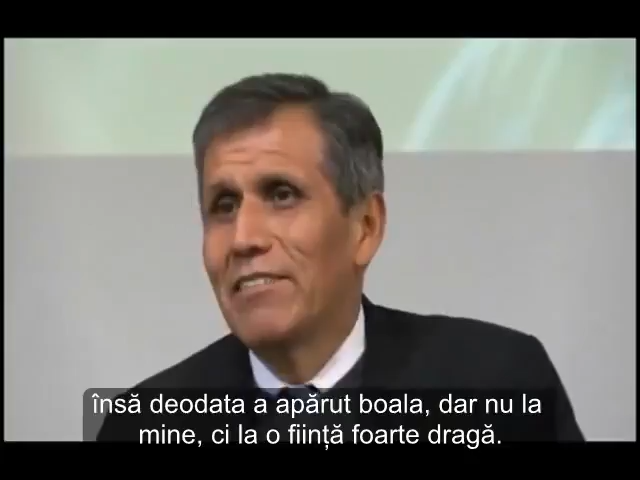 însă deodata a apărut boala, dar nu la
mine, ci la o ființă foarte dragă.